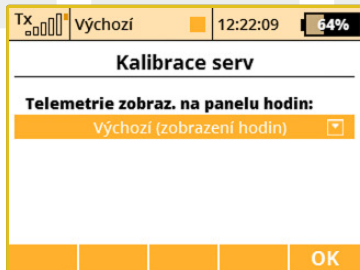 Tx Výchozí 12:22:09 64%
Kalibrace serv
Telemetrie zobraz. na panelu hodin:
Výchozí (zobrazení hodin)
OK